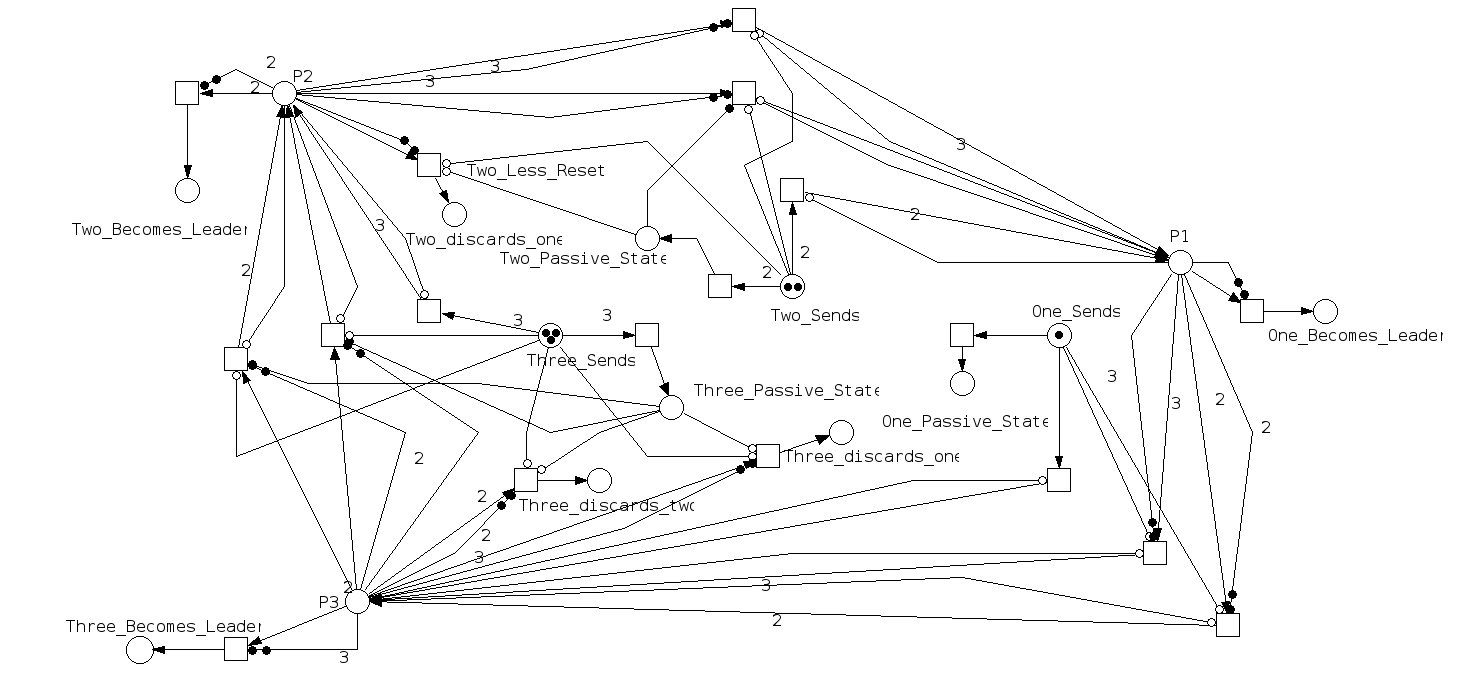 2
3
P2
2
3
3
Two_Less_Reset
2
3
Two_Becomes_Leader
Two_discards_one
P1
2
Two_Passive_State
2
2
Two_Sends
One_Sends
3
3
One_Becomes_Leader
Three_Sends
3
Three_Passive_State
3
2
One_Passive_State
2
2
Three_discards_one
2
Three_discards_two
2
3
2
3
P3
2
Three_Becomes_Leader
3